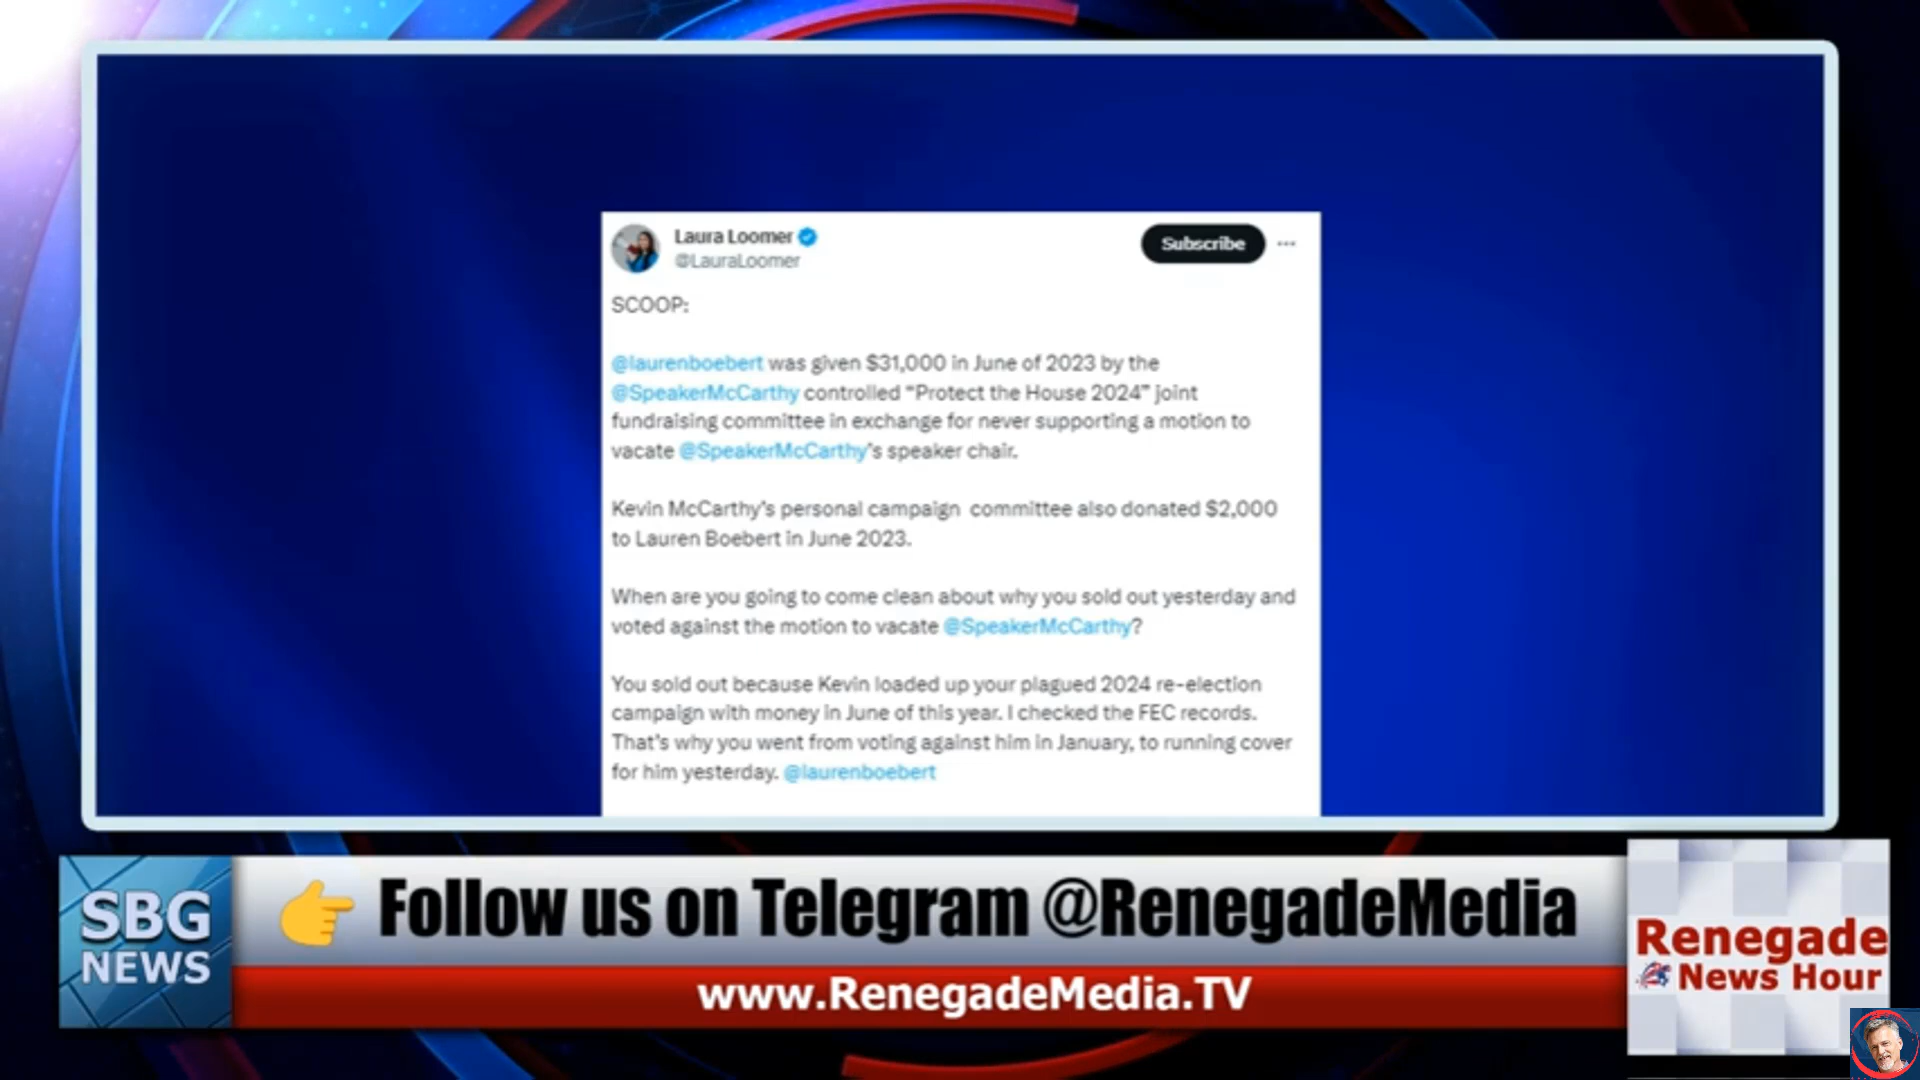 Laura Loomer
@LauraLoomer
Subscribe
SCOOP:
@laurenboebert was given $31,000 in June of 2023 by the
@SpeakerMcCarthy controlled "Protect the House 2024" joint
fundraising committee in exchange for never supporting a motion to
vacate @SpeakerMcCarthy's speaker chair.
Kevin McCarthy's personal campaign committee also donated $2,000
to Lauren Boebert in June 2023.
When are you going to come clean about why you sold out yesterday and
voted against the motion to vacate @SpeakerMcCarthy?
You sold out because Kevin loaded up your plagued 2024 re-election
campaign with money in June of this year. I checked the FEC records.
That's why you went from voting against him in January, to running cover
for him yesterday. @laurenboebert
SBG
NEWS
Follow us on Telegram @RenegadeMedia
www.RenegadeMedia.TV
Renegade
News Hour